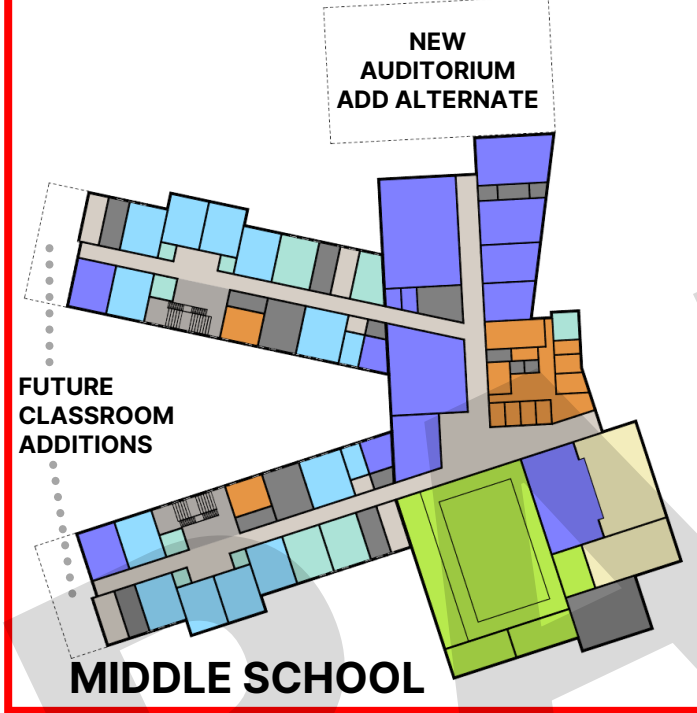 NEW
AUDITORIUM
ADD ALTERNATE
FUTURE
CLASSROOM
ADDITIONS
MIDDLE SCHOOL